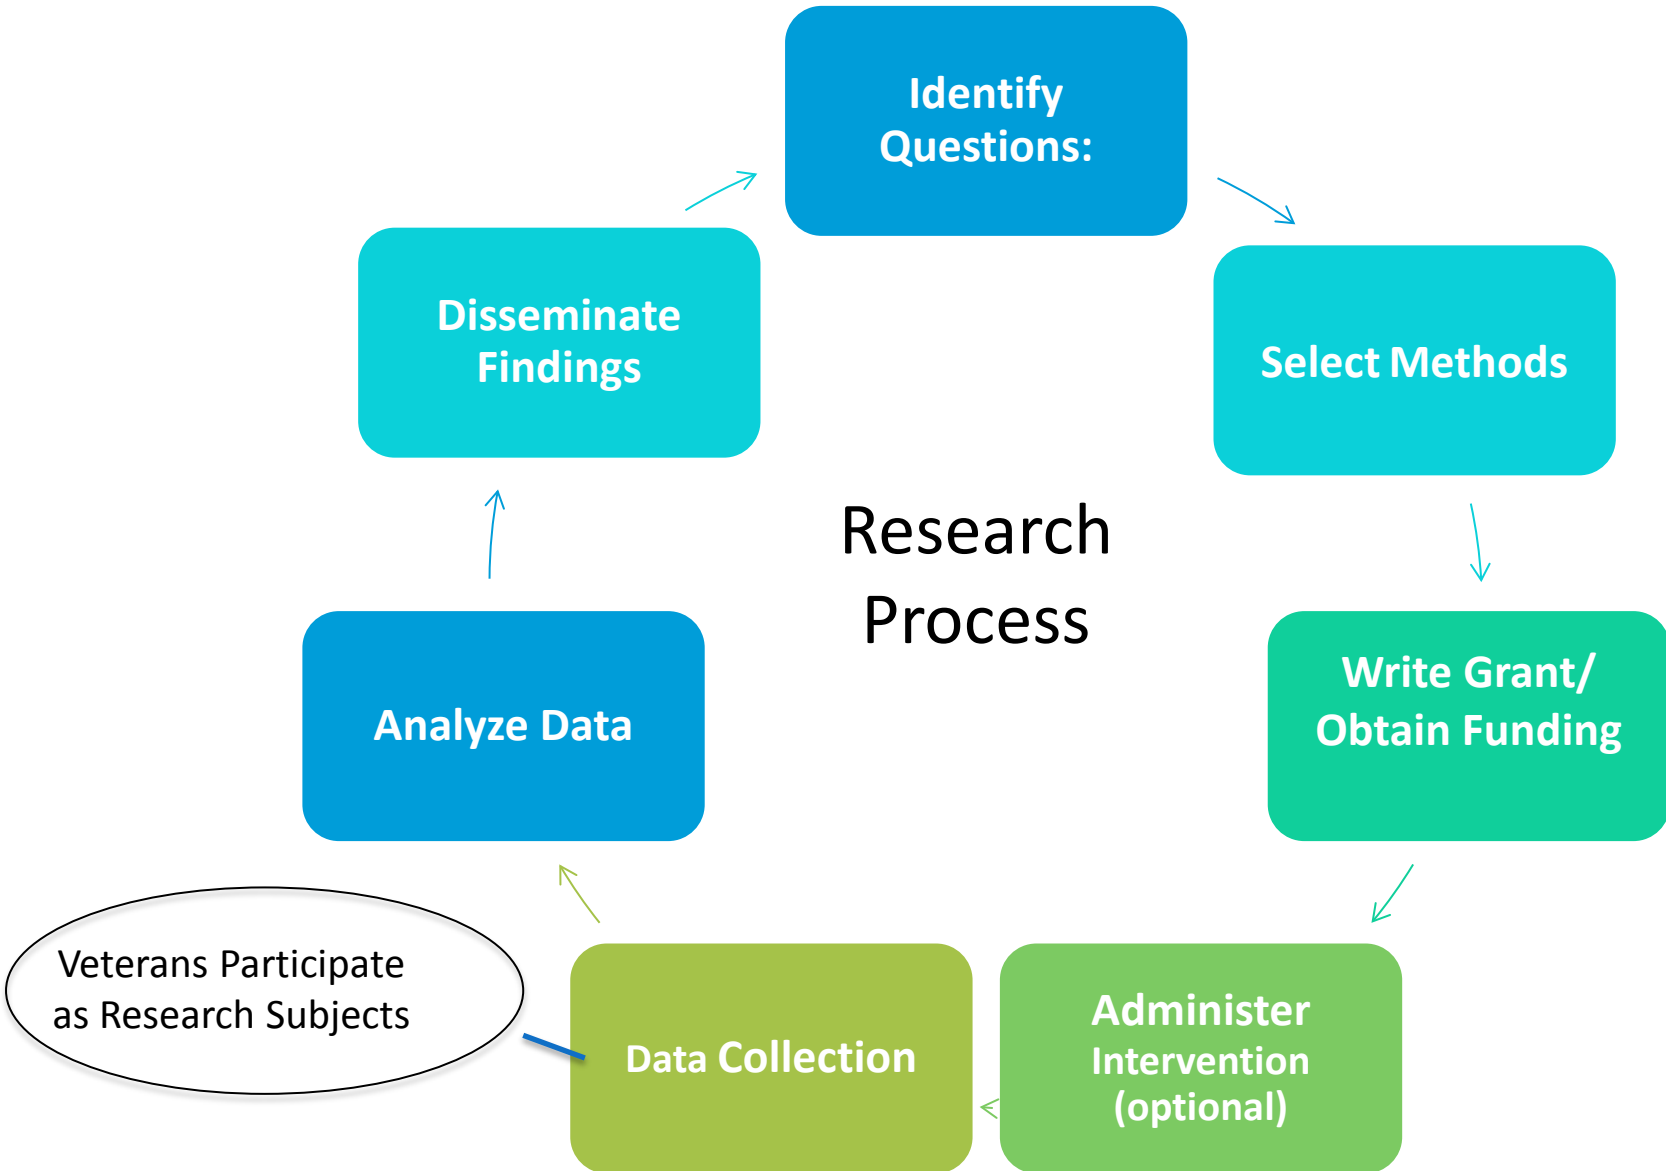 Identify
Questions:
Select Methods
Write Grant/
Obtain Funding
Administer
Intervention
(optional)
Data Collection
Veterans Participate
as Research Subjects
Analyze Data
Disseminate
Findings
Research
Process